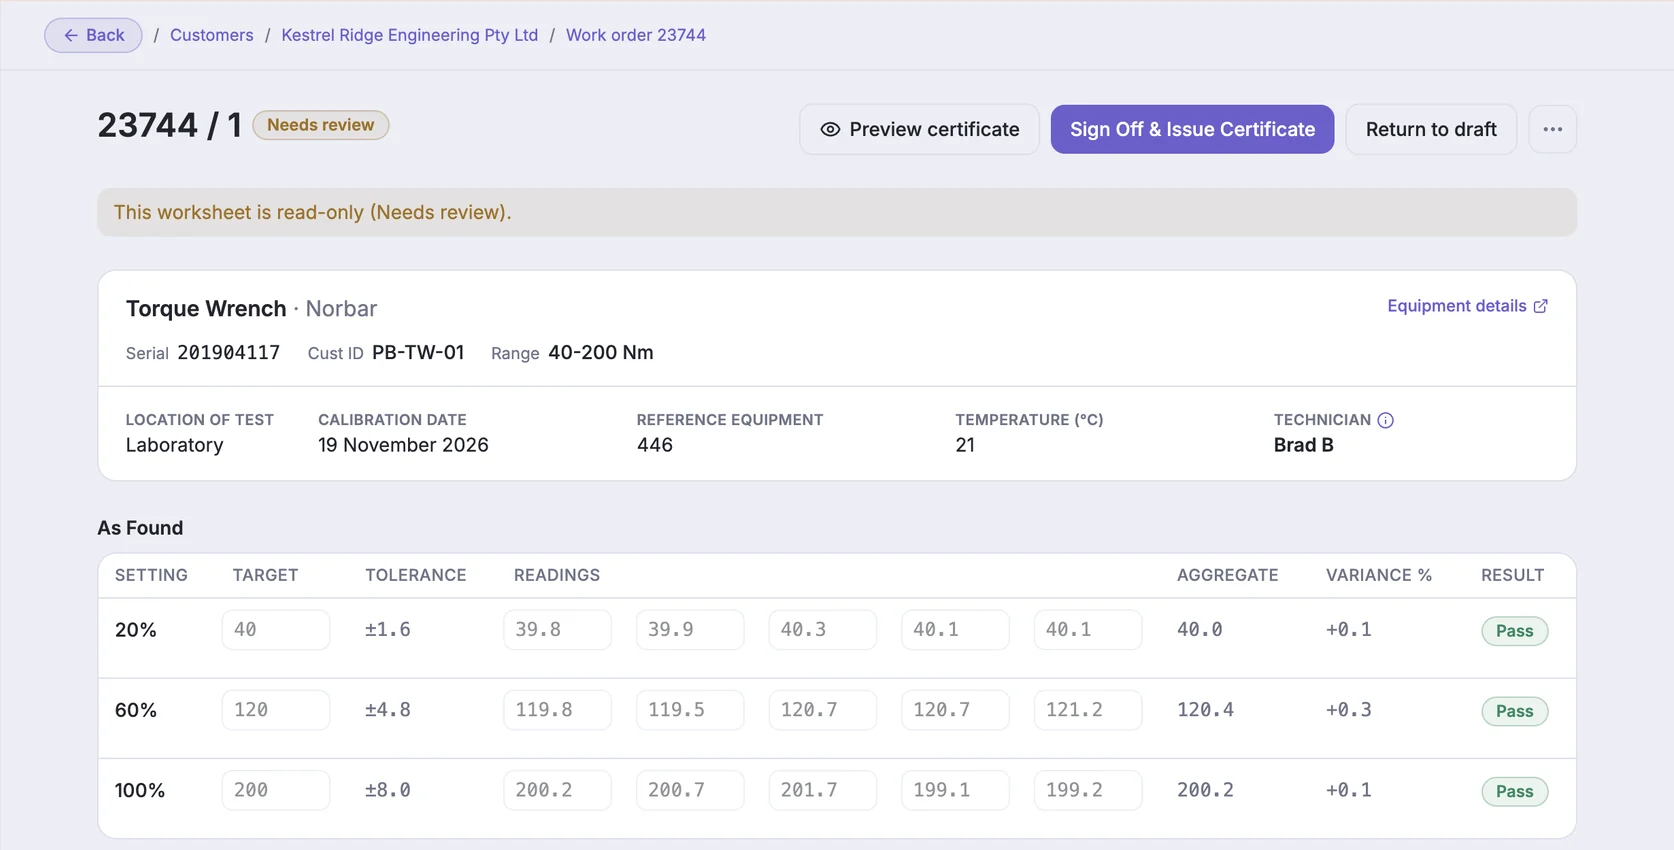 ← Back / Customers / Kestrel Ridge Engineering Pty Ltd / Work order 23744
23744 / 1 Needs review
Preview certificate Sign Off & Issue Certificate Return to draft ...
This worksheet is read-only (Needs review).
Torque Wrench · Norbar Equipment details
Serial 201904117 Cust ID PB-TW-01 Range 40-200 Nm
LOCATION OF TEST CALIBRATION DATE REFERENCE EQUIPMENT TEMPERATURE (°C) TECHNICIAN
Laboratory 19 November 2026 446 21 Brad B
As Found
SETTING TARGET TOLERANCE READINGS AGGREGATE VARIANCE % RESULT
20% 40 ±1.6 39.8 39.9 40.3 40.1 40.1 40.0 +0.1 Pass
60% 120 ±4.8 119.8 119.5 120.7 120.7 121.2 120.4 +0.3 Pass
100% 200 ±8.0 200.2 200.7 201.7 199.1 199.2 200.2 +0.1 Pass